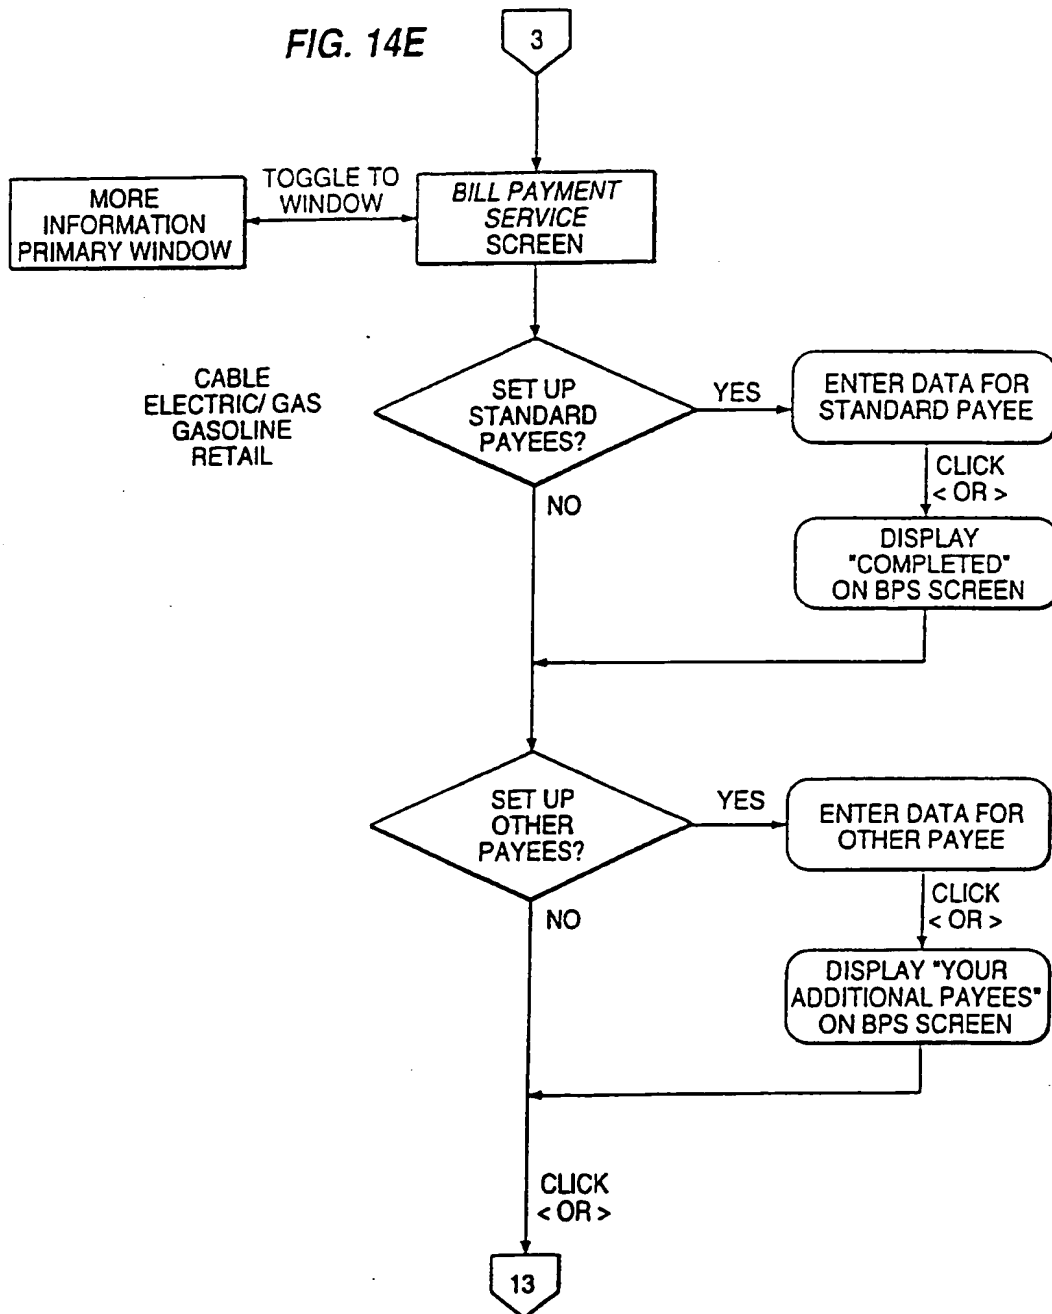 FIG. 14E
3
MORE
INFORMATION
PRIMARY WINDOW
TOGGLE TO
WINDOW
BILL PAYMENT
SERVICE
SCREEN
CABLE
ELECTRIC/ GAS
GASOLINE
RETAIL
SET UP
STANDARD
PAYEES?
YES
ENTER DATA FOR
STANDARD PAYEE
CLICK
< OR >
DISPLAY
"COMPLETED"
ON BPS SCREEN
NO
SET UP
OTHER
PAYEES?
YES
ENTER DATA FOR
OTHER PAYEE
CLICK
< OR >
DISPLAY "YOUR
ADDITIONAL PAYEES"
ON BPS SCREEN
NO
CLICK
< OR >
13